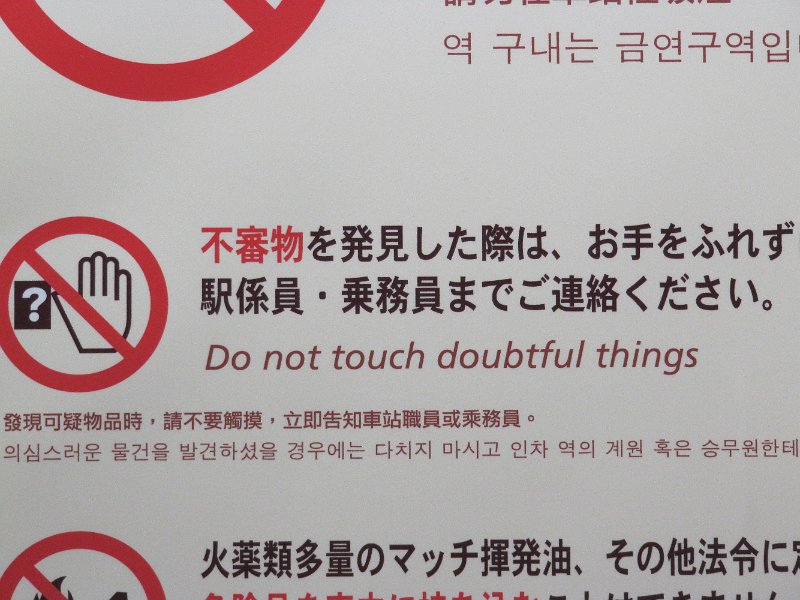 역 구내는 금연구역입
?
不審物を発見した際は、お手をふれず
駅係員・乗務員までご連絡ください。
Do not touch doubtful things
發現可疑物品時，請不要觸摸，立即告知車站職員或乘務員。
의심스러운 물건을 발견하셨을 경우에는 다치지 마시고 인차 역의 계원 혹은 승무원한테
火薬類多量のマッチ揮発油、その他法令に定